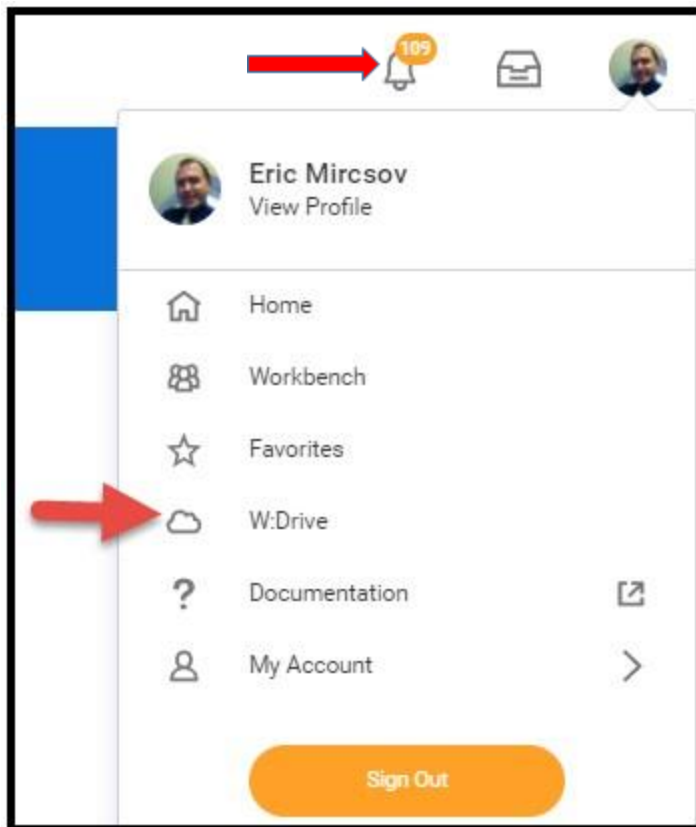 109
Eric Mircsov
View Profile
Home
Workbench
Favorites
W:Drive
Documentation
My Account
Sign Out